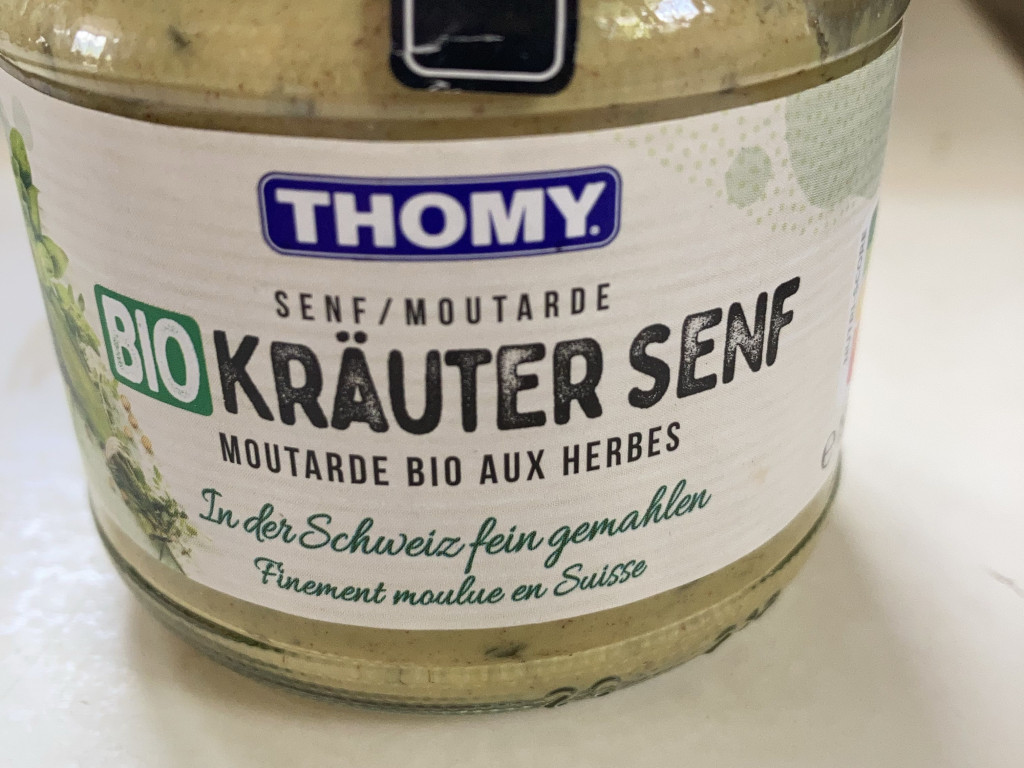 THOMY.
SENF/MOUTARDE
BIO KRÄUTER SENF
MOUTARDE BIO AUX HERBES
In der Schweiz fein gemahlen
Finement moulue en Suisse
e